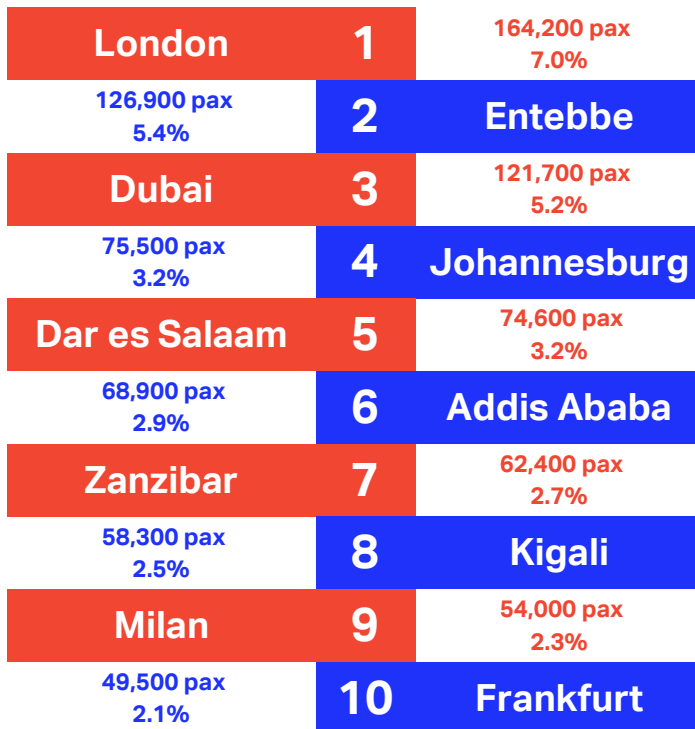 London 1 164,200 pax
7.0%
126,900 pax
5.4%
2 Entebbe
Dubai 3 121,700 pax
5.2%
75,500 pax
3.2%
4 Johannesburg
Dar es Salaam 5 74,600 pax
3.2%
68,900 pax
2.9%
6 Addis Ababa
Zanzibar 7 62,400 pax
2.7%
58,300 pax
2.5%
8 Kigali
Milan 9 54,000 pax
2.3%
49,500 pax
2.1%
10 Frankfurt